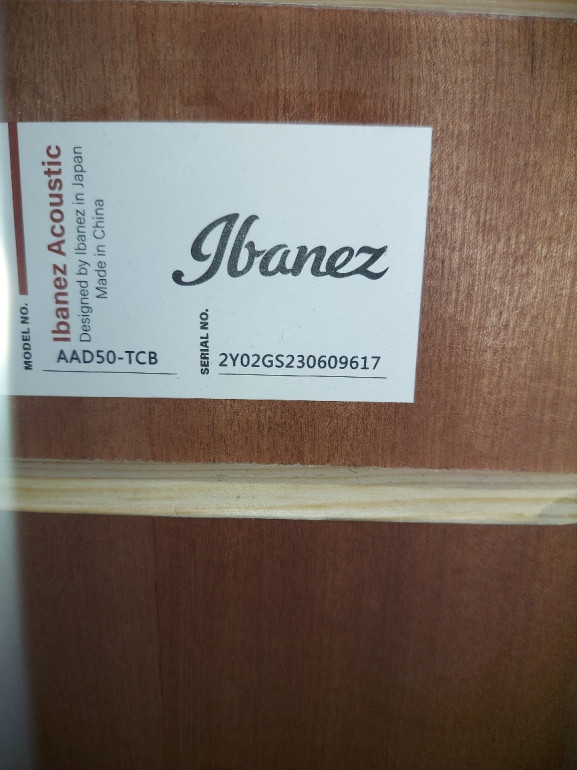 Ibanez Acoustic
Designed by Ibanez in Japan
Made in China
Ibanez
MODEL NO.
AAD50-TCB
SERIAL NO.
2Y02GS230609617